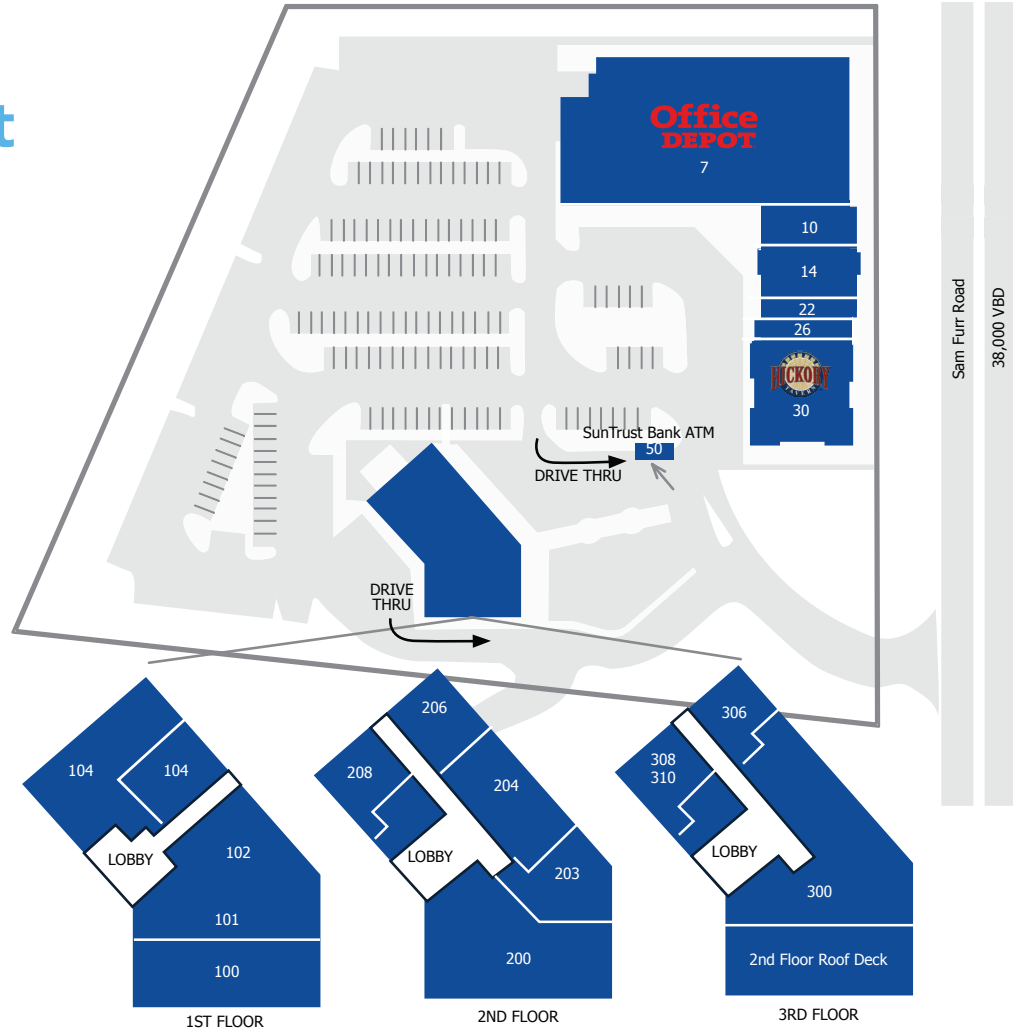 t
Office
DEPOT
7
10
14
22
26
HICKORY
TAVERN
30
SunTrust Bank ATM
50
DRIVE THRU
DRIVE
THRU
Sam Furr Road
38,000 VBD
104
104
LOBBY
102
101
100
1ST FLOOR
206
208
204
LOBBY
203
200
2ND FLOOR
306
308
310
LOBBY
300
2nd Floor Roof Deck
3RD FLOOR